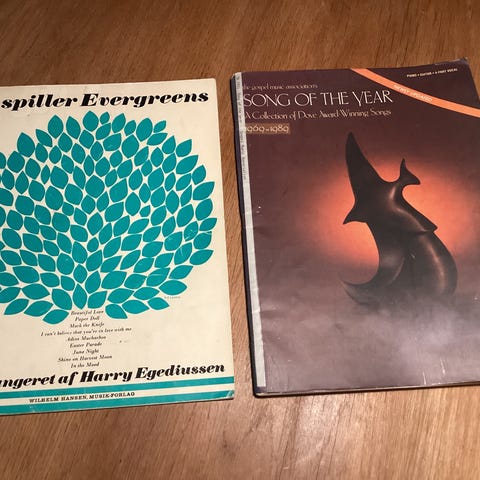 spiller Evergreens
Beautiful Love
Paper Doll
Mack the Knife
I can't believe that you're in love with me
Adios Muchachos
Easter Parade
June Night
Shine on Harvest Moon
In the Mood
ngeret af Harry Egediussen
WILHELM HANSEN, MUSIK-FORLAG
PIANO • GUITAR • 4-PART VOCAL
the gospel music association's
SONG OF THE YEAR
A Collection of Dove Award-Winning Songs
1969-1989